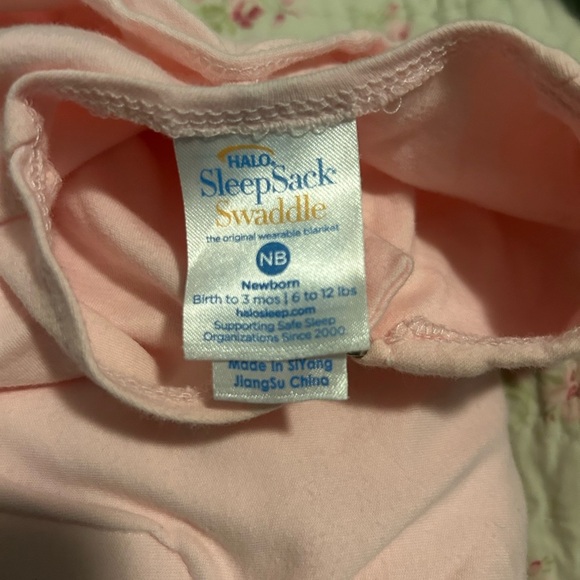 HALO
SleepSack
Swaddle
the original wearable blanket
NB
Newborn
Birth to 3 mos | 6 to 12 lbs
halosleep.com
Supporting Safe Sleep
Organizations Since 2000
Made in SiYang
JiangSu China